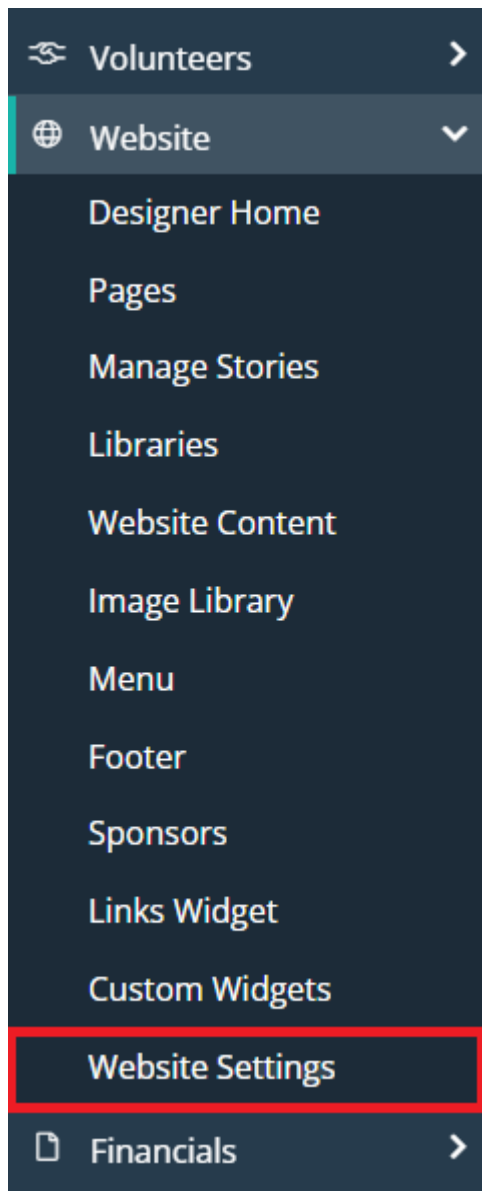 Volunteers
Website
Designer Home
Pages
Manage Stories
Libraries
Website Content
Image Library
Menu
Footer
Sponsors
Links Widget
Custom Widgets
Website Settings
Financials